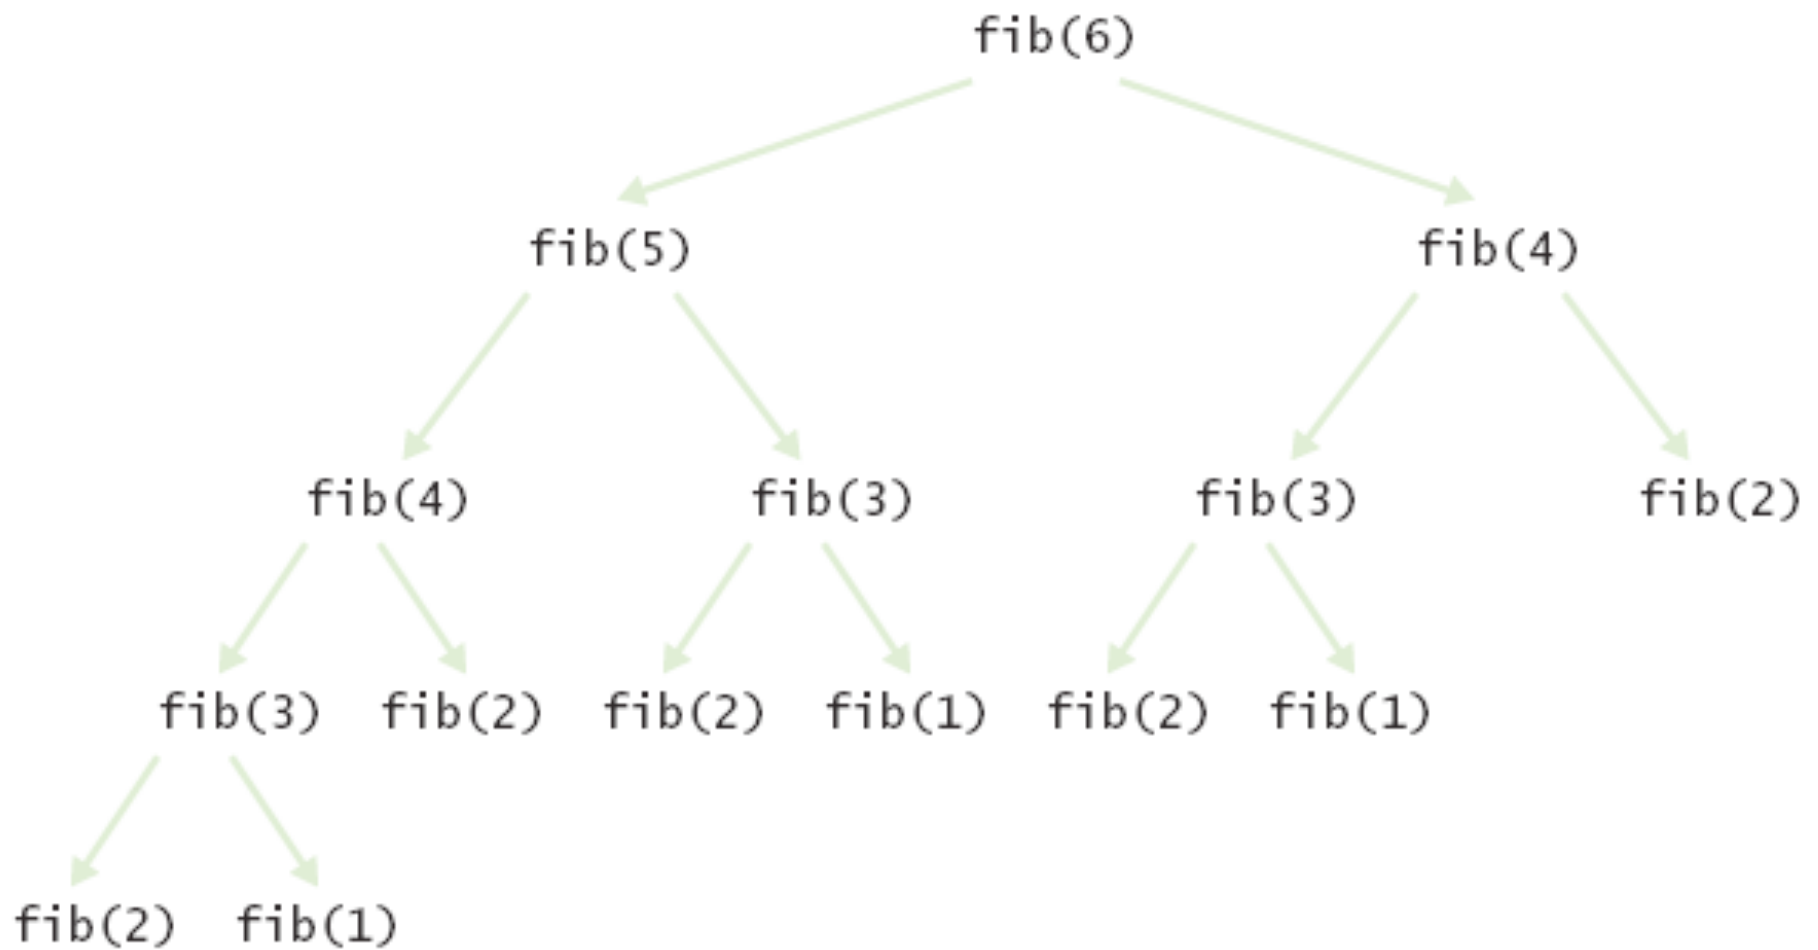 fib(6)
fib(5) fib(4)
fib(4) fib(3) fib(3) fib(2)
fib(3) fib(2) fib(2) fib(1) fib(2) fib(1)
fib(2) fib(1)